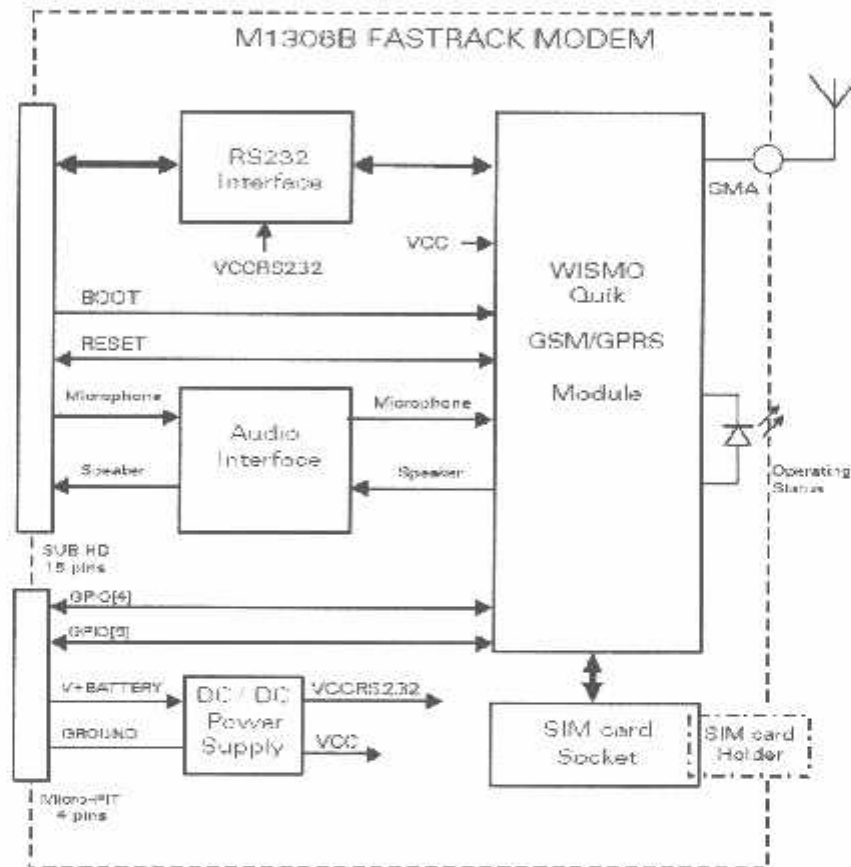 M1306B FASTRACK MODEM
RS232
Interface
VCCRS232
BOOT
RESET
Microphone
Speaker
Audio
Interface
Microphone
Speaker
VCC
WISMO
Quik
GSM/GPRS
Module
SMA
Operating
Status
SUB HD
15 pins
GPIO[4]
GPIO[5]
V+BATTERY
GROUND
DC / DC
Power
Supply
VCCRS232
VCC
SIM card
Socket
SIM card
Holder
Micro-FIT
4 pins